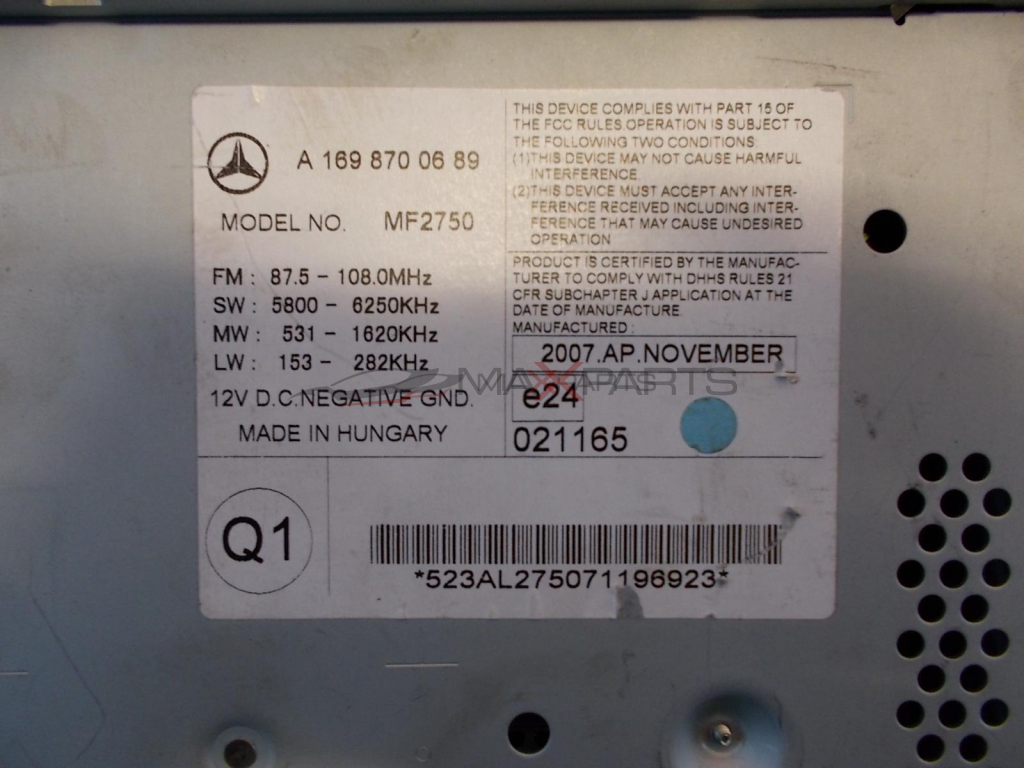 A 169 870 06 89
MODEL NO. MF2750
FM : 87.5 - 108.0MHz
SW : 5800 - 6250KHz
MW : 531 - 1620KHz
LW : 153 - 282KHz
12V D.C.NEGATIVE GND.
MADE IN HUNGARY
THIS DEVICE COMPLIES WITH PART 15 OF
THE FCC RULES.OPERATION IS SUBJECT TO
THE FOLLOWING TWO CONDITIONS:
(1)THIS DEVICE MAY NOT CAUSE HARMFUL
INTERFERENCE.
(2)THIS DEVICE MUST ACCEPT ANY INTER-
FERENCE RECEIVED INCLUDING INTER-
FERENCE THAT MAY CAUSE UNDESIRED
OPERATION
PRODUCT IS CERTIFIED BY THE MANUFAC-
TURER TO COMPLY WITH DHHS RULES 21
CFR SUBCHAPTER J APPLICATION AT THE
DATE OF MANUFACTURE.
MANUFACTURED :
2007.AP.NOVEMBER
MAXAPARTS
e24
021165
Q1
*523AL275071196923*